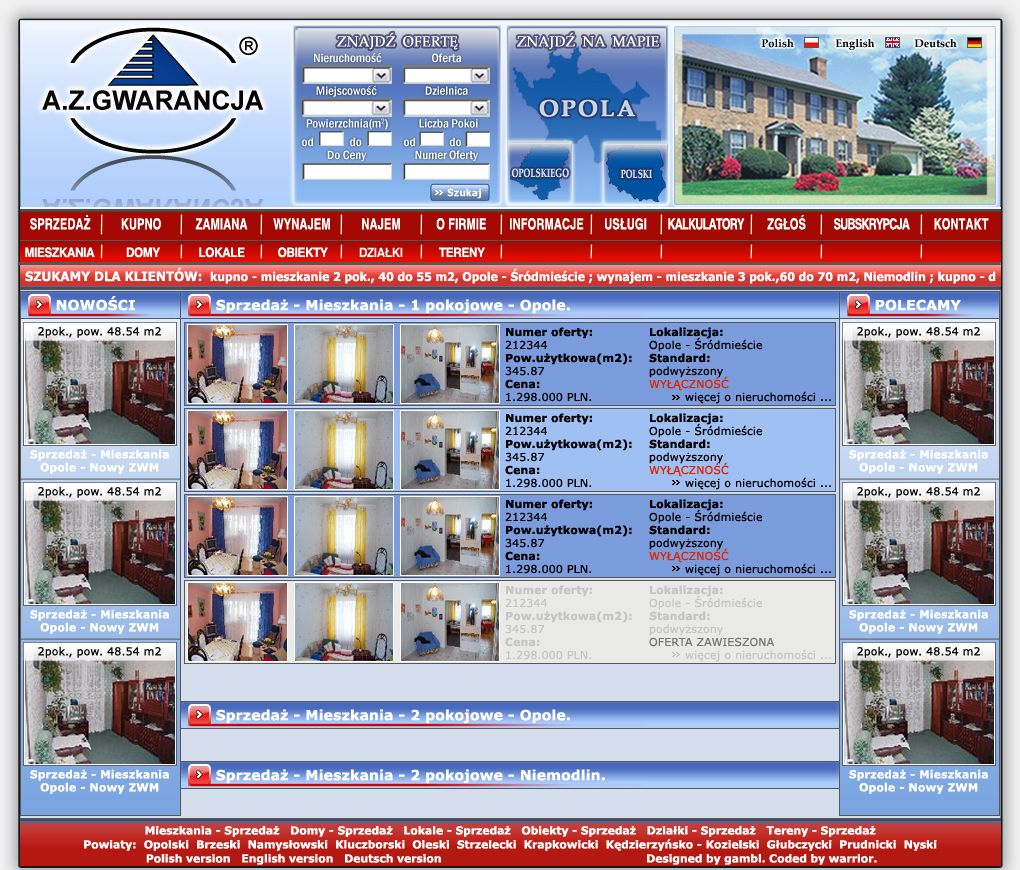 A.Z.GWARANCJA ®
ZNAJDŹ OFERTĘ
Nieruchomość Oferta
Miejscowość Dzielnica
Powierzchnia(m²) Liczba Pokoi
od do od do
Do Ceny Numer Oferty
Szukaj
ZNAJDŹ NA MAPIE
OPOLA
OPOLSKIEGO POLSKI
Polish English Deutsch
SPRZEDAŻ KUPNO ZAMIANA WYNAJEM NAJEM O FIRMIE INFORMACJE USŁUGI KALKULATORY ZGŁOŚ SUBSKRYPCJA KONTAKT
MIESZKANIA DOMY LOKALE OBIEKTY DZIAŁKI TERENY
SZUKAMY DLA KLIENTÓW: kupno - mieszkanie 2 pok., 40 do 55 m2, Opole - Śródmieście ; wynajem - mieszkanie 3 pok.,60 do 70 m2, Niemodlin ; kupno - d
NOWOŚCI
2pok., pow. 48.54 m2
Sprzedaż - Mieszkania
Opole - Nowy ZWM
2pok., pow. 48.54 m2
Sprzedaż - Mieszkania
Opole - Nowy ZWM
2pok., pow. 48.54 m2
Sprzedaż - Mieszkania
Opole - Nowy ZWM
Sprzedaż - Mieszkania - 1 pokojowe - Opole.
Numer oferty: Lokalizacja:
212344 Opole - Śródmieście
Pow.użytkowa(m2): Standard:
345.87 podwyższony
Cena: WYŁĄCZNOŚĆ
1.298.000 PLN. więcej o nieruchomości ...
Numer oferty: Lokalizacja:
212344 Opole - Śródmieście
Pow.użytkowa(m2): Standard:
345.87 podwyższony
Cena: WYŁĄCZNOŚĆ
1.298.000 PLN. więcej o nieruchomości ...
Numer oferty: Lokalizacja:
212344 Opole - Śródmieście
Pow.użytkowa(m2): Standard:
345.87 podwyższony
Cena: WYŁĄCZNOŚĆ
1.298.000 PLN. więcej o nieruchomości ...
Numer oferty: Lokalizacja:
212344 Opole - Śródmieście
Pow.użytkowa(m2): Standard:
345.87 podwyższony
Cena: OFERTA ZAWIESZONA
1.298.000 PLN. więcej o nieruchomości ...
Sprzedaż - Mieszkania - 2 pokojowe - Opole.
Sprzedaż - Mieszkania - 2 pokojowe - Niemodlin.
POLECAMY
2pok., pow. 48.54 m2
Sprzedaż - Mieszkania
Opole - Nowy ZWM
2pok., pow. 48.54 m2
Sprzedaż - Mieszkania
Opole - Nowy ZWM
2pok., pow. 48.54 m2
Sprzedaż - Mieszkania
Opole - Nowy ZWM
Mieszkania - Sprzedaż Domy - Sprzedaż Lokale - Sprzedaż Obiekty - Sprzedaż Działki - Sprzedaż Tereny - Sprzedaż
Powiaty: Opolski Brzeski Namysłowski Kluczborski Oleski Strzelecki Krapkowicki Kędzierzyńsko - Kozielski Głubczycki Prudnicki Nyski
Polish version English version Deutsch version Designed by gambl. Coded by warrior.